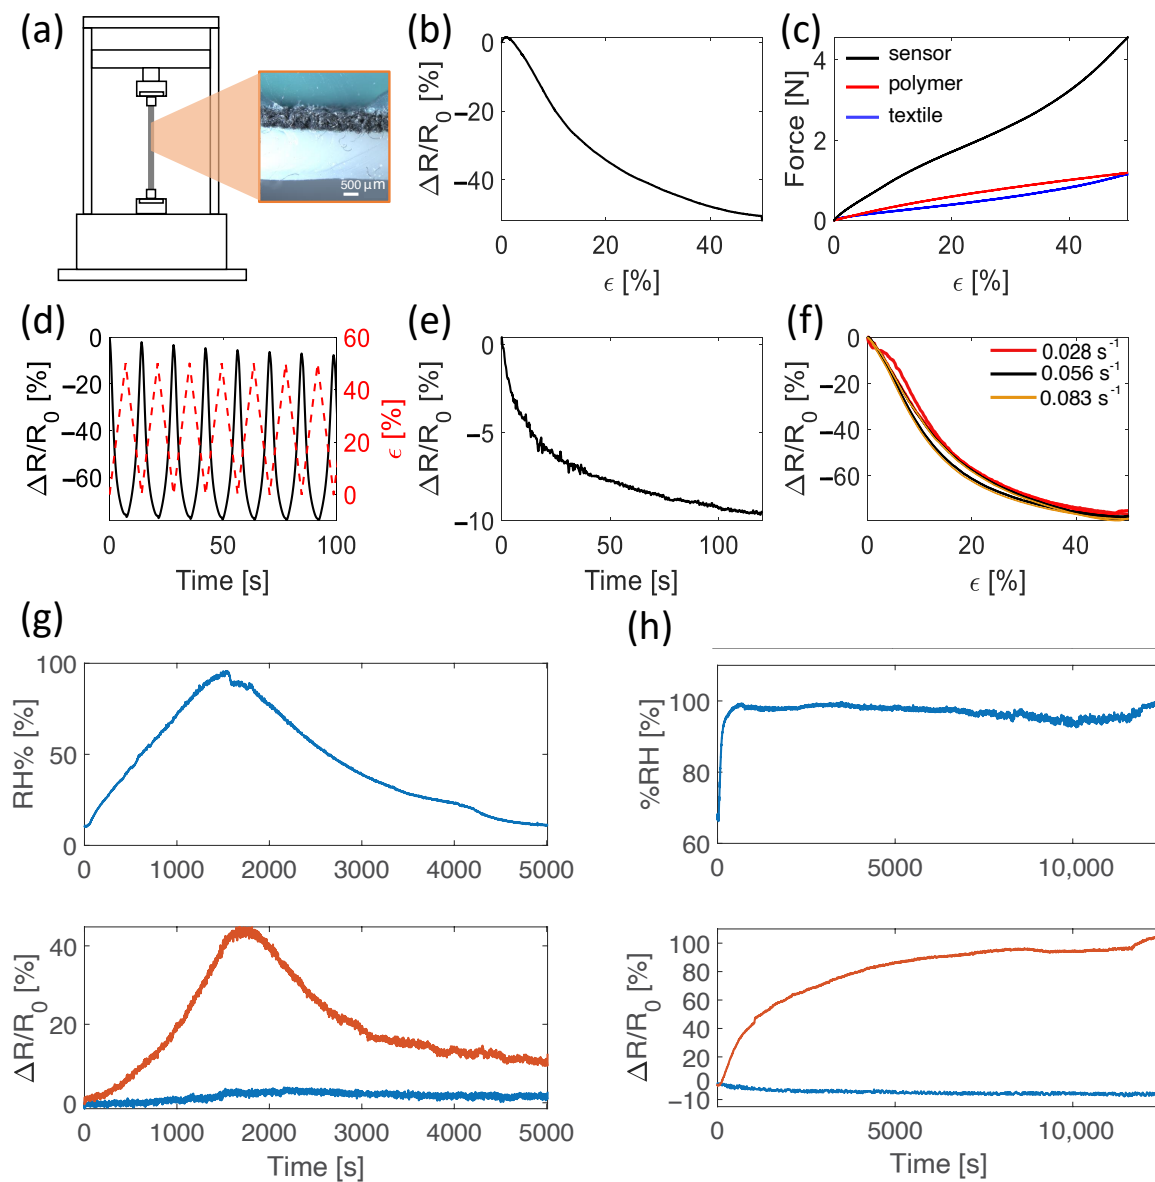 (a)
500 μm
(b)
ΔR/R0 [%]
0
−20
−40
0 20 40
ϵ [%]
(c)
Force [N]
4
2
0
sensor
polymer
textile
0 20 40
ϵ [%]
(d)
ΔR/R0 [%]
0
−20
−40
−60
60
40
20
0
ϵ [%]
0 50 100
Time [s]
(e)
ΔR/R0 [%]
0
−5
−10
0 50 100
Time [s]
(f)
ΔR/R0 [%]
0
−20
−40
−60
0.028 s-1
0.056 s-1
0.083 s-1
0 20 40
ϵ [%]
(g)
RH% [%]
100
50
0
0 1000 2000 3000 4000 5000
ΔR/R0 [%]
40
20
0
0 1000 2000 3000 4000 5000
Time [s]
(h)
%RH [%]
100
80
60
0 5000 10,000
ΔR/R0 [%]
100
80
60
40
20
0
−10
0 5000 10,000
Time [s]